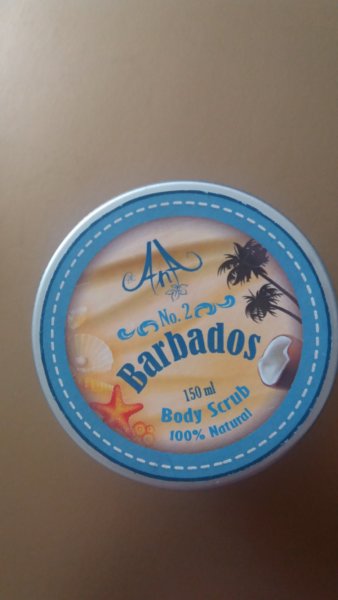 AnA
No. 2
Barbados
150 ml
Body Scrub
100% Natural